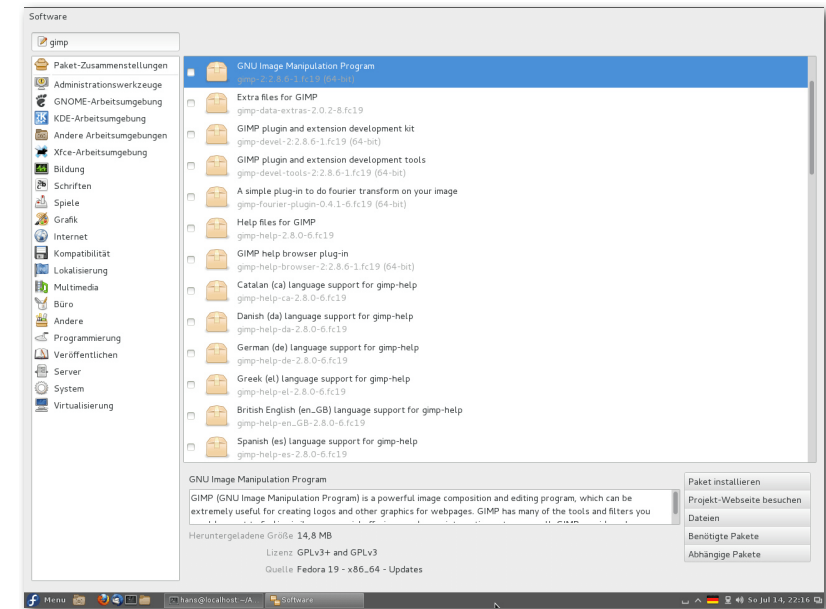 Software
gimp
Paket-Zusammenstellungen
Administrationswerkzeuge
GNOME-Arbeitsumgebung
KDE-Arbeitsumgebung
Andere Arbeitsumgebungen
Xfce-Arbeitsumgebung
Bildung
Schriften
Spiele
Grafik
Internet
Kompatibilität
Lokalisierung
Multimedia
Büro
Andere
Programmierung
Veröffentlichen
Server
System
Virtualisierung
GNU Image Manipulation Program
gimp-2:2.8.6-1.fc19 (64-bit)
Extra files for GIMP
gimp-data-extras-2.0.2-8.fc19
GIMP plugin and extension development kit
gimp-devel-2:2.8.6-1.fc19 (64-bit)
GIMP plugin and extension development tools
gimp-devel-tools-2:2.8.6-1.fc19 (64-bit)
A simple plug-in to do fourier transform on your image
gimp-fourier-plugin-0.4.1-6.fc19 (64-bit)
Help files for GIMP
gimp-help-2.8.0-6.fc19
GIMP help browser plug-in
gimp-help-browser-2:2.8.6-1.fc19 (64-bit)
Catalan (ca) language support for gimp-help
gimp-help-ca-2.8.0-6.fc19
Danish (da) language support for gimp-help
gimp-help-da-2.8.0-6.fc19
German (de) language support for gimp-help
gimp-help-de-2.8.0-6.fc19
Greek (el) language support for gimp-help
gimp-help-el-2.8.0-6.fc19
British English (en_GB) language support for gimp-help
gimp-help-en_GB-2.8.0-6.fc19
Spanish (es) language support for gimp-help
gimp-help-es-2.8.0-6.fc19
GNU Image Manipulation Program
GIMP (GNU Image Manipulation Program) is a powerful image composition and editing program, which can be
extremely useful for creating logos and other graphics for webpages. GIMP has many of the tools and filters you
Heruntergeladene Größe 14,8 MB
Lizenz GPLv3+ and GPLv3
Quelle Fedora 19 - x86_64 - Updates
Paket installieren
Projekt-Webseite besuchen
Dateien
Benötigte Pakete
Abhängige Pakete
Menu
hans@localhost:~/A...
Software
So Jul 14, 22:16